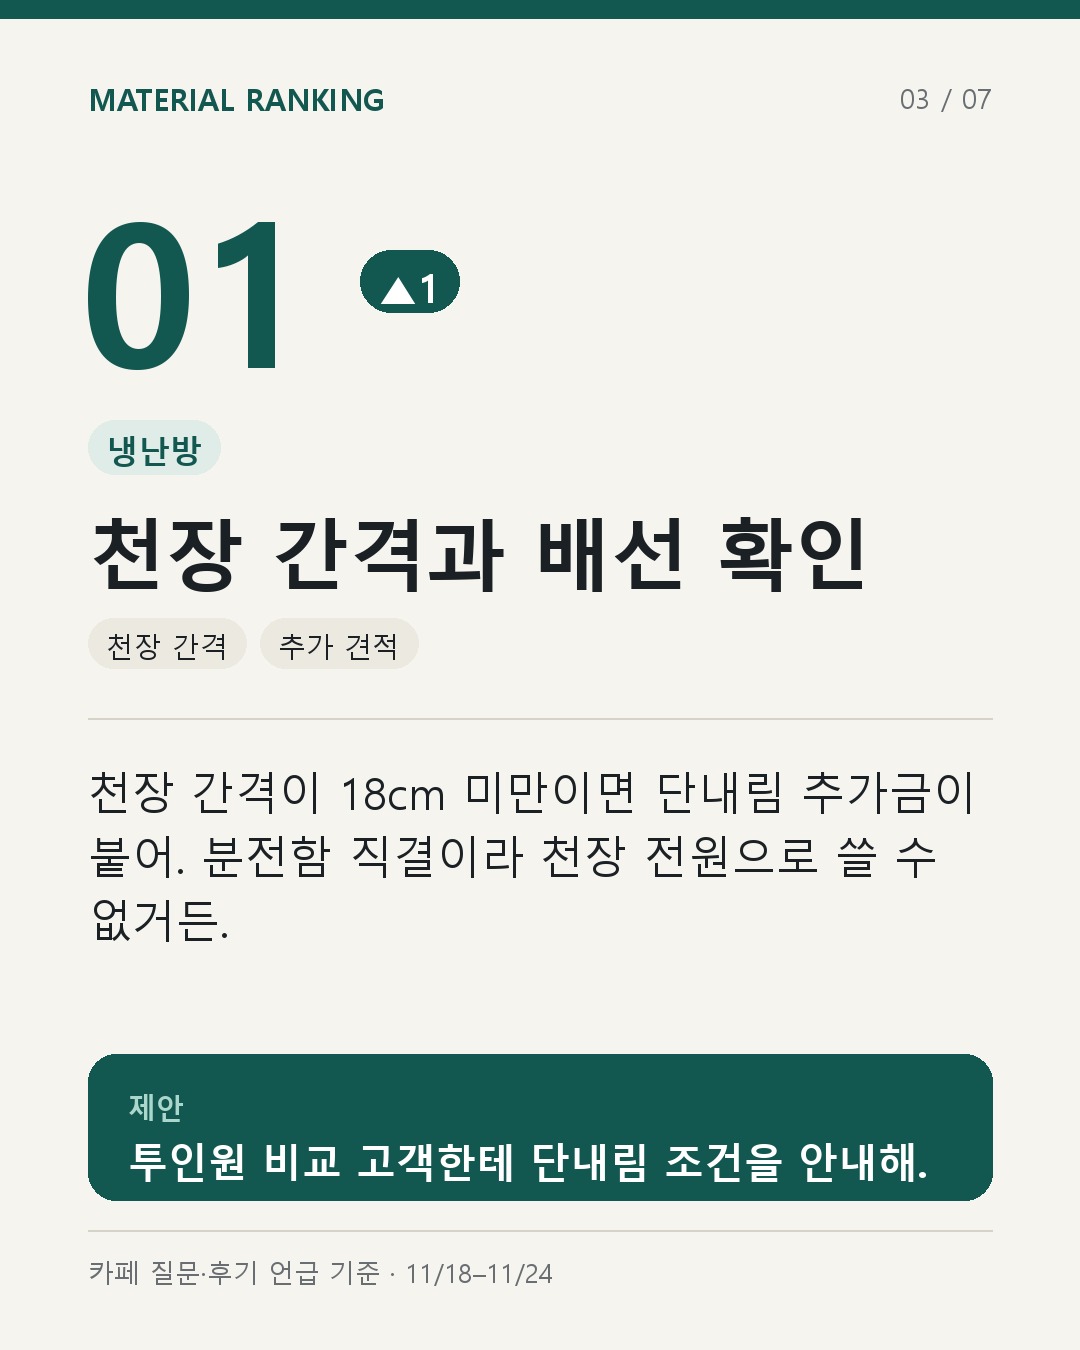 MATERIAL RANKING
03 / 07
01
▲1
냉난방
천장 간격과 배선 확인
천장 간격
추가 견적
천장 간격이 18cm 미만이면 단내림 추가금이
붙어. 분전함 직결이라 천장 전원으로 쓸 수
없거든.
제안
투인원 비교 고객한테 단내림 조건을 안내해.
카페 질문·후기 언급 기준 · 11/18–11/24